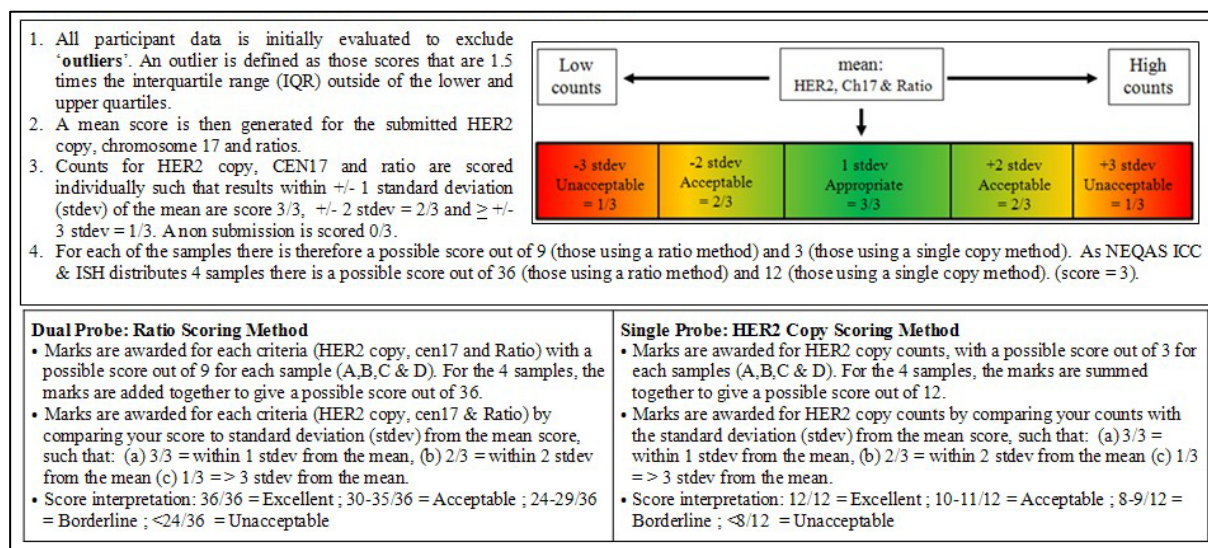 1. All participant data is initially evaluated to exclude
'outliers'. An outlier is defined as those scores that are 1.5
times the interquartile range (IQR) outside of the lower and
upper quartiles.
2. A mean score is then generated for the submitted HER2
copy, chromosome 17 and ratios.
3. Counts for HER2 copy, CEN17 and ratio are scored
individually such that results within +/- 1 standard deviation
(stdev) of the mean are score 3/3, +/- 2 stdev = 2/3 and ≥ +/-
3 stdev = 1/3. A non submission is scored 0/3.
4. For each of the samples there is therefore a possible score out of 9 (those using a ratio method) and 3 (those using a single copy method). As NEQAS ICC
& ISH distributes 4 samples there is a possible score out of 36 (those using a ratio method) and 12 (those using a single copy method). (score = 3).
Low
counts
mean:
HER2, Ch17 & Ratio
High
counts
-3 stdev
Unacceptable
= 1/3
-2 stdev
Acceptable
= 2/3
1 stdev
Appropriate
= 3/3
+2 stdev
Acceptable
= 2/3
+3 stdev
Unacceptable
= 1/3
Dual Probe: Ratio Scoring Method
• Marks are awarded for each criteria (HER2 copy, cen17 and Ratio) with a
possible score out of 9 for each sample (A,B,C & D). For the 4 samples, the
marks are added together to give a possible score out of 36.
• Marks are awarded for each criteria (HER2 copy, cen17 & Ratio) by
comparing your score to standard deviation (stdev) from the mean score,
such that: (a) 3/3 = within 1 stdev from the mean, (b) 2/3 = within 2 stdev
from the mean (c) 1/3 = > 3 stdev from the mean.
• Score interpretation: 36/36 = Excellent ; 30-35/36 = Acceptable ; 24-29/36
= Borderline ; <24/36 = Unacceptable
Single Probe: HER2 Copy Scoring Method
• Marks are awarded for HER2 copy counts, with a possible score out of 3 for
each samples (A,B,C & D). For the 4 samples, the marks are summed
together to give a possible score out of 12.
• Marks are awarded for HER2 copy counts by comparing your counts with
the standard deviation (stdev) from the mean score, such that: (a) 3/3 =
within 1 stdev from the mean, (b) 2/3 = within 2 stdev from the mean (c) 1/3
= > 3 stdev from the mean.
• Score interpretation: 12/12 = Excellent ; 10-11/12 = Acceptable ; 8-9/12 =
Borderline ; <8/12 = Unacceptable